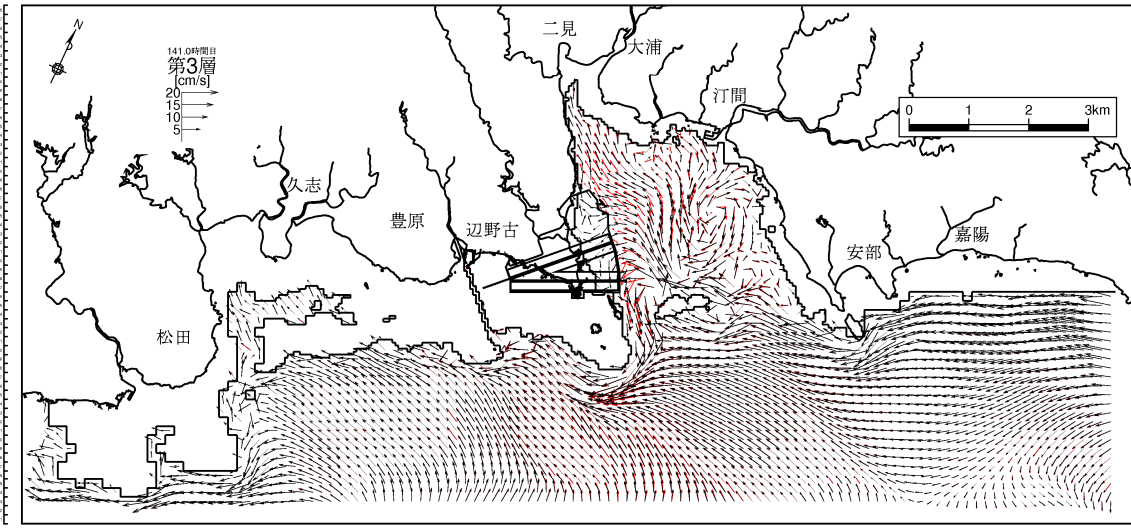 N
141.0時間目
第3層
[cm/s]
20
15
10
5
二見
大浦
汀間
0 1 2 3km
久志
豊原
辺野古
安部
嘉陽
松田